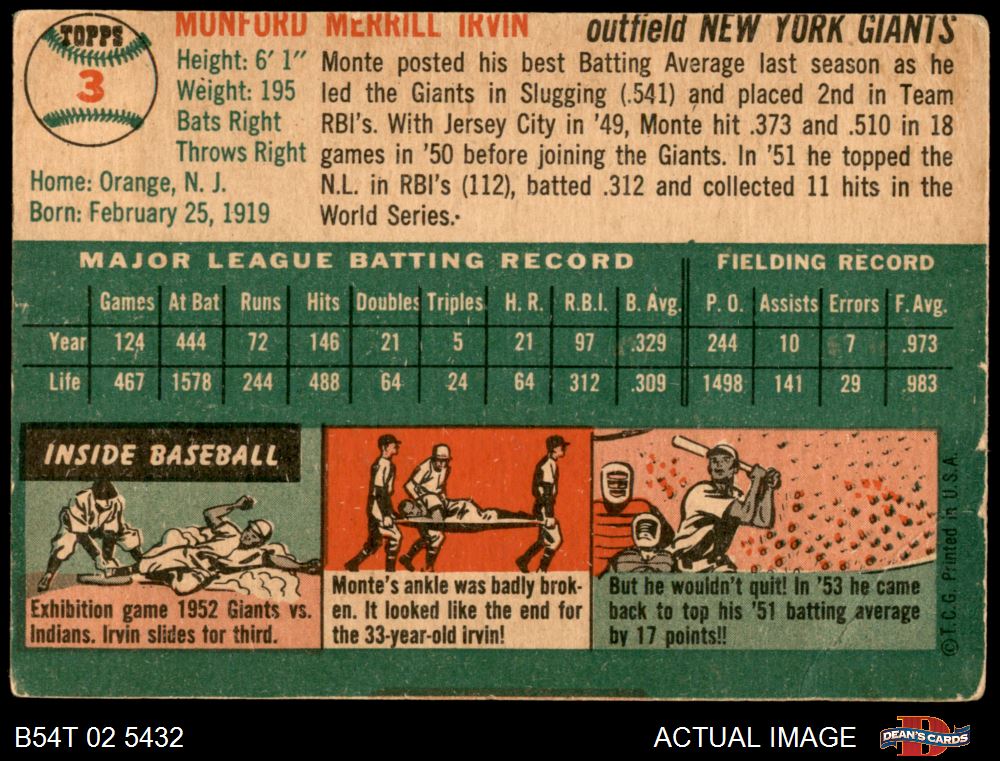 TOPPS
3
MUNFORD MERRILL IRVIN outfield NEW YORK GIANTS
Height: 6' 1"
Weight: 195
Bats Right
Throws Right
Home: Orange, N. J.
Born: February 25, 1919
Monte posted his best Batting Average last season as he
led the Giants in Slugging (.541) and placed 2nd in Team
RBI's. With Jersey City in '49, Monte hit .373 and .510 in 18
games in '50 before joining the Giants. In '51 he topped the
N.L. in RBI's (112), batted .312 and collected 11 hits in the
World Series.
MAJOR LEAGUE BATTING RECORD FIELDING RECORD
Games At Bat Runs Hits Doubles Triples H. R. R.B.I. B. Avg. P. O. Assists Errors F. Avg.
Year 124 444 72 146 21 5 21 97 .329 244 10 7 .973
Life 467 1578 244 488 64 24 64 312 .309 1498 141 29 .983
INSIDE BASEBALL
Exhibition game 1952 Giants vs.
Indians. Irvin slides for third.
Monte's ankle was badly brok-
en. It looked like the end for
the 33-year-old irvin!
But he wouldn't quit! In '53 he came
back to top his '51 batting average
by 17 points!!
© T. C. G. Printed in U. S. A.
B54T 02 5432
ACTUAL IMAGE
DEAN'S CARDS